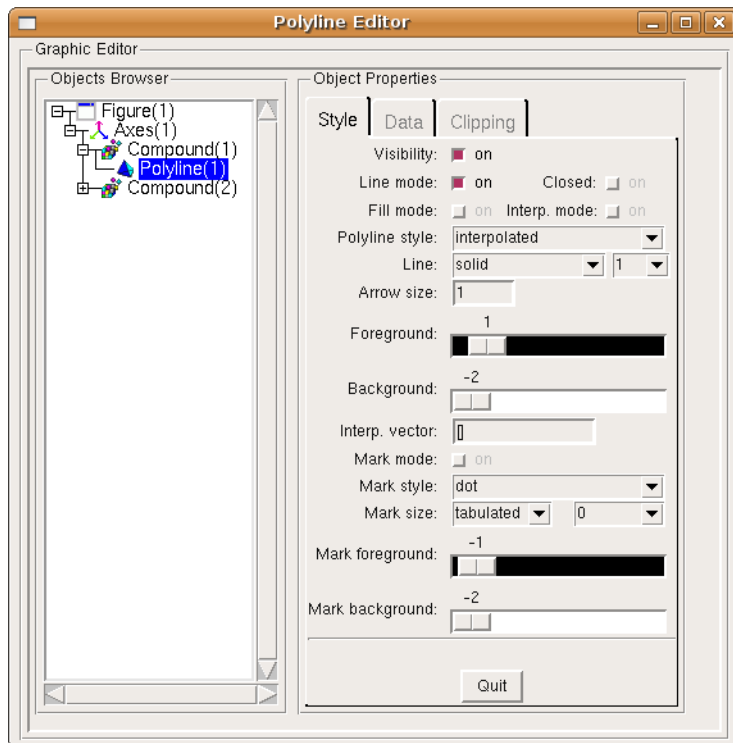 Polyline Editor
Graphic Editor
Objects Browser
Figure(1)
Axes(1)
Compound(1)
Polyline(1)
Compound(2)
Object Properties
Style Data Clipping
Visibility: on
Line mode: on Closed: on
Fill mode: on Interp. mode: on
Polyline style: interpolated
Line: solid 1
Arrow size: 1
Foreground: 1
Background: -2
Interp. vector: []
Mark mode: on
Mark style: dot
Mark size: tabulated 0
Mark foreground: -1
Mark background: -2
Quit